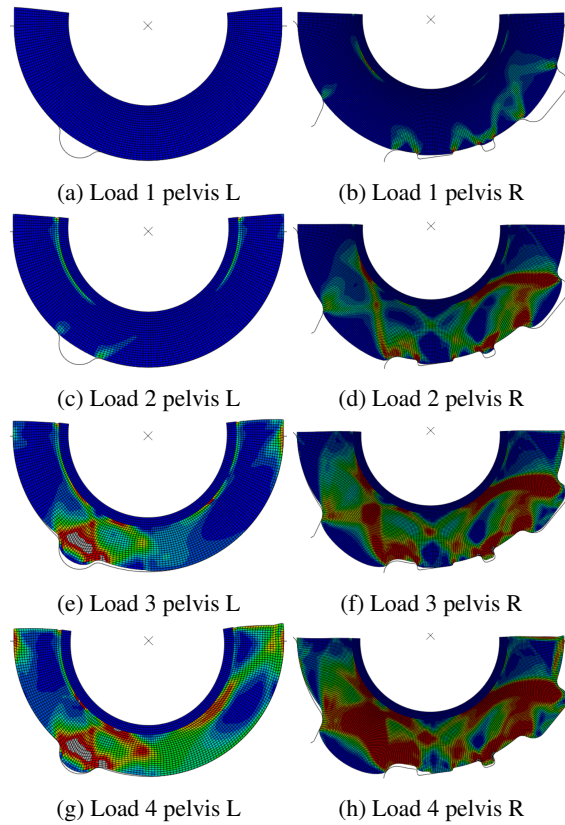 (a) Load 1 pelvis L
(b) Load 1 pelvis R
(c) Load 2 pelvis L
(d) Load 2 pelvis R
(e) Load 3 pelvis L
(f) Load 3 pelvis R
(g) Load 4 pelvis L
(h) Load 4 pelvis R